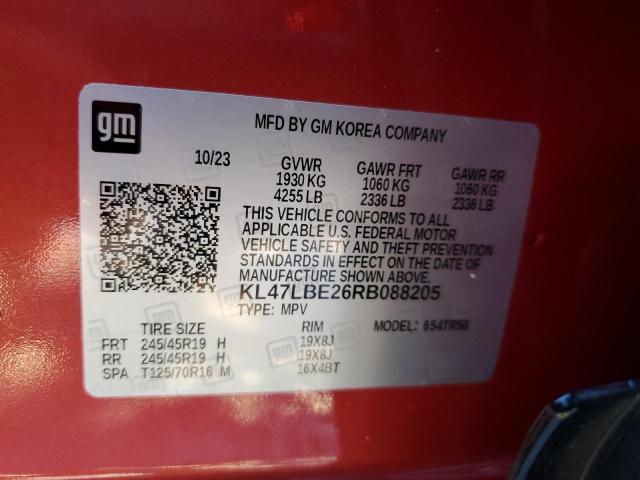 gm
MFD BY GM KOREA COMPANY
10/23 GVWR GAWR FRT GAWR RR
1930 KG 1060 KG 1060 KG
4255 LB 2336 LB 2336 LB
THIS VEHICLE CONFORMS TO ALL
APPLICABLE U.S. FEDERAL MOTOR
VEHICLE SAFETY AND THEFT PREVENTION
STANDARDS IN EFFECT ON THE DATE
OF MANUFACTURE SHOWN ABOVE.
KL47LBE26RB088205
TYPE: MPV MODEL: 654TR58
TIRE SIZE RIM
FRT 245/45R19 H 19X8J
RR 245/45R19 H 19X8J
SPA T125/70R16 M 16X4BT